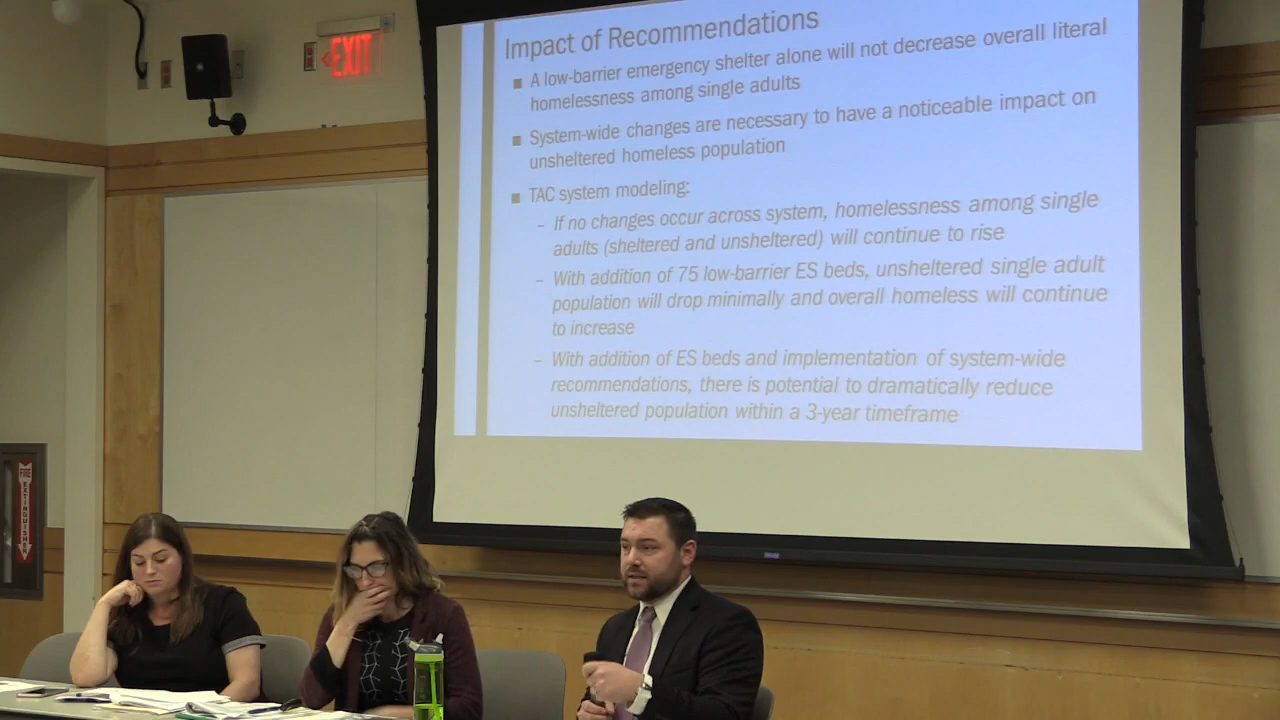 EXIT
Impact of Recommendations
■ A low-barrier emergency shelter alone will not decrease overall literal
homelessness among single adults
■ System-wide changes are necessary to have a noticeable impact on
unsheltered homeless population
■ TAC system modeling:
– If no changes occur across system, homelessness among single
adults (sheltered and unsheltered) will continue to rise
– With addition of 75 low-barrier ES beds, unsheltered single adult
population will drop minimally and overall homeless will continue
to increase
– With addition of ES beds and implementation of system-wide
recommendations, there is potential to dramatically reduce
unsheltered population within a 3-year timeframe
FIRE
EXTINGUISHER